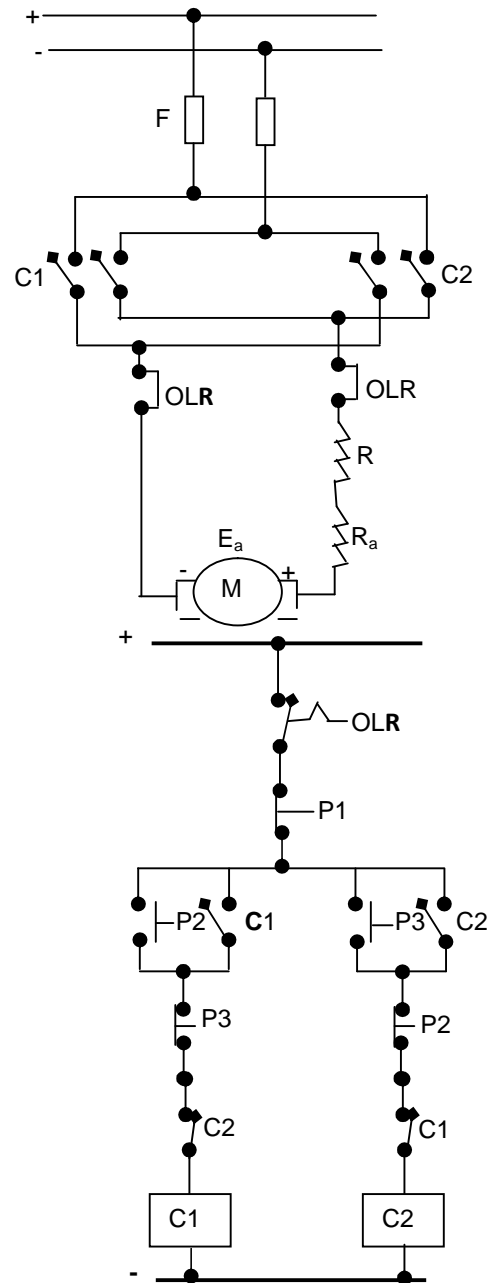 +
-
F
C1 C2
OLR OLR
R
Rₐ
Eₐ
- M +
+
OLR
P1
P2 C1 P3 C2
P3 P2
C2 C1
C1 C2
-